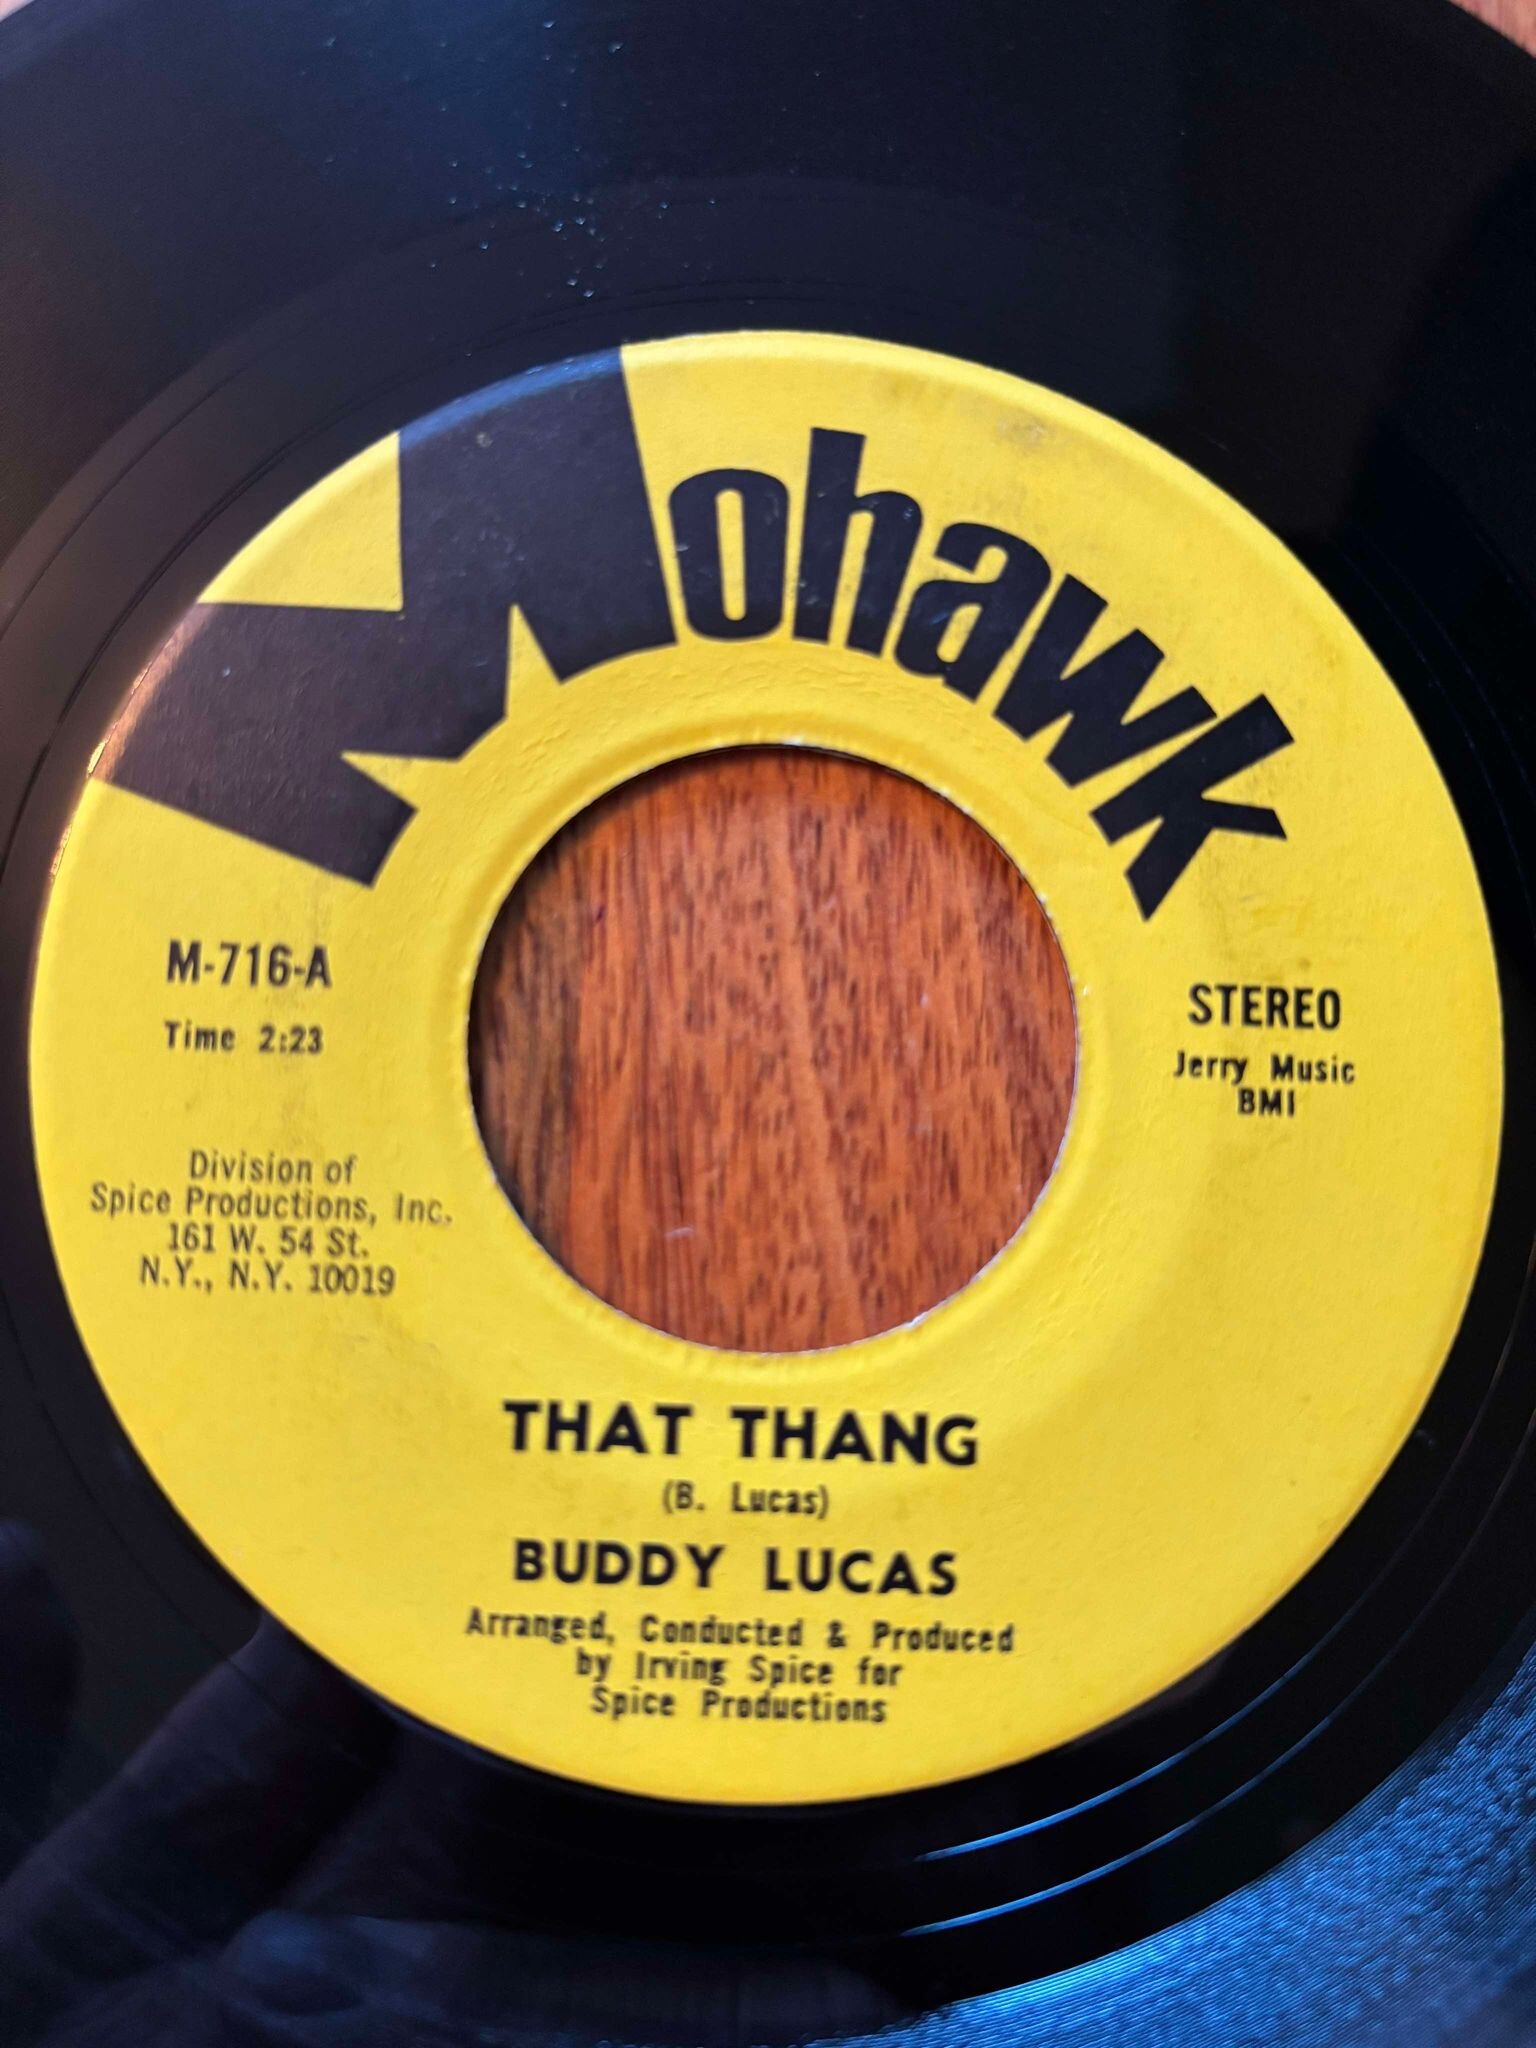 Mohawk
M-716-A
Time 2:23
Division of
Spice Productions, Inc.
161 W. 54 St.
N.Y., N.Y. 10019
STEREO
Jerry Music
BMI
THAT THANG
(B. Lucas)
BUDDY LUCAS
Arranged, Conducted & Produced
by Irving Spice for
Spice Productions